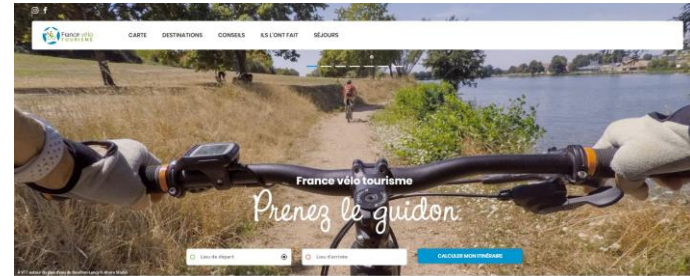 France vélo
TOURISME
CARTE
DESTINATIONS
CONSEILS
ILS L'ONT FAIT
SÉJOURS
France vélo tourisme
Prenez le guidon
Lieu de départ
Lieu d'arrivée
CALCULER MON ITINÉRAIRE